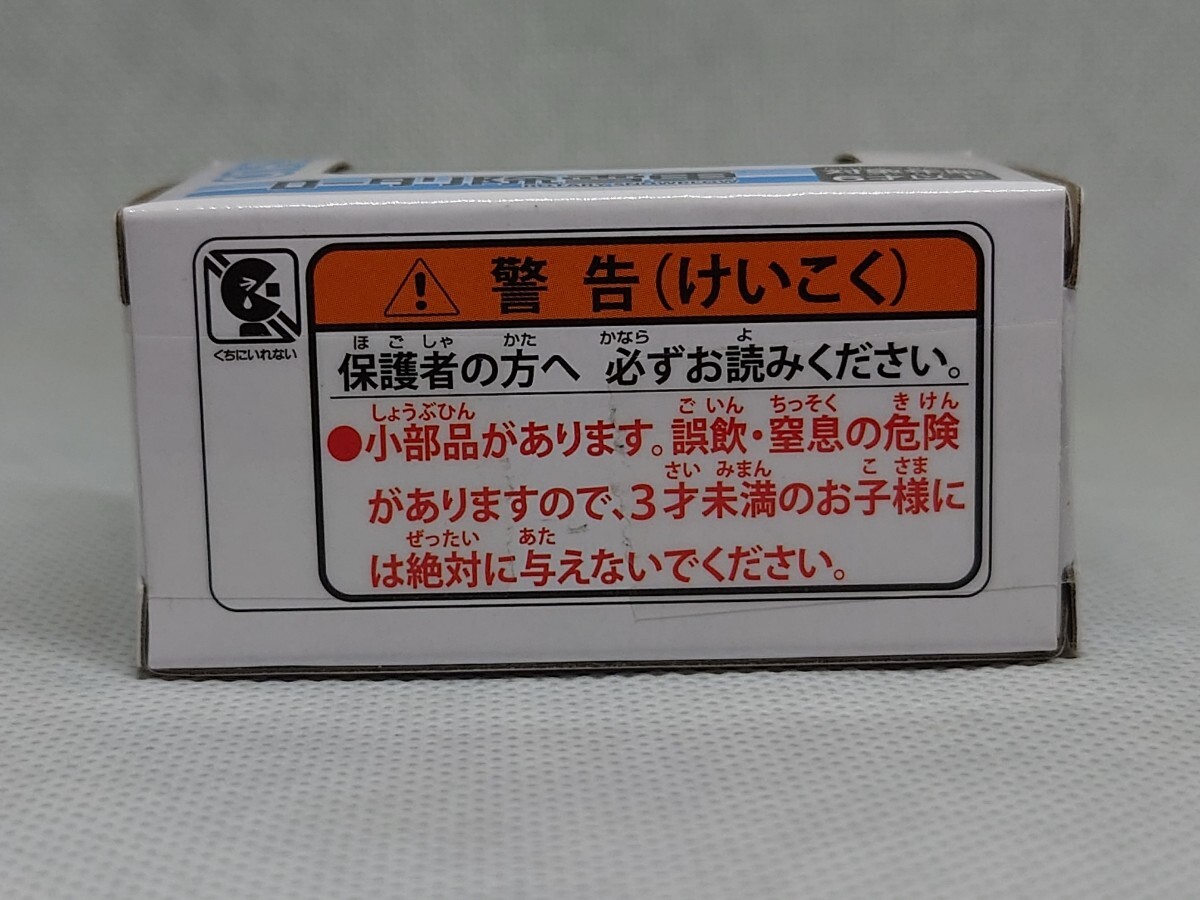 警告(けいこく)
くちにいれない
ほごしゃ かた かなら よ
保護者の方へ 必ずお読みください。
しょうぶひん ごいん ちっそく きけん
●小部品があります。誤飲・窒息の危険
さい みまん こ さま
がありますので、3才未満のお子様に
ぜったい あた
は絶対に与えないでください。